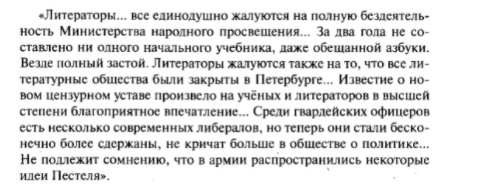 «Литераторы... все единодушно жалуются на полную бездеятель-
ность Министерства народного просвещения... За два года не со-
ставлено ни одного начального учебника, даже обещанной азбуки.
Везде полный застой. Литераторы жалуются также на то, что все ли-
тературные общества были закрыты в Петербурге... Известие о но-
вом цензурном уставе произвело на учёных и литераторов в высшей
степени благоприятное впечатление... Среди гвардейских офицеров
есть несколько современных либералов, но теперь они стали беско-
нечно более сдержаны, не кричат больше в обществе о политике...
Не подлежит сомнению, что в армии распространились некоторые
идеи Пестеля».